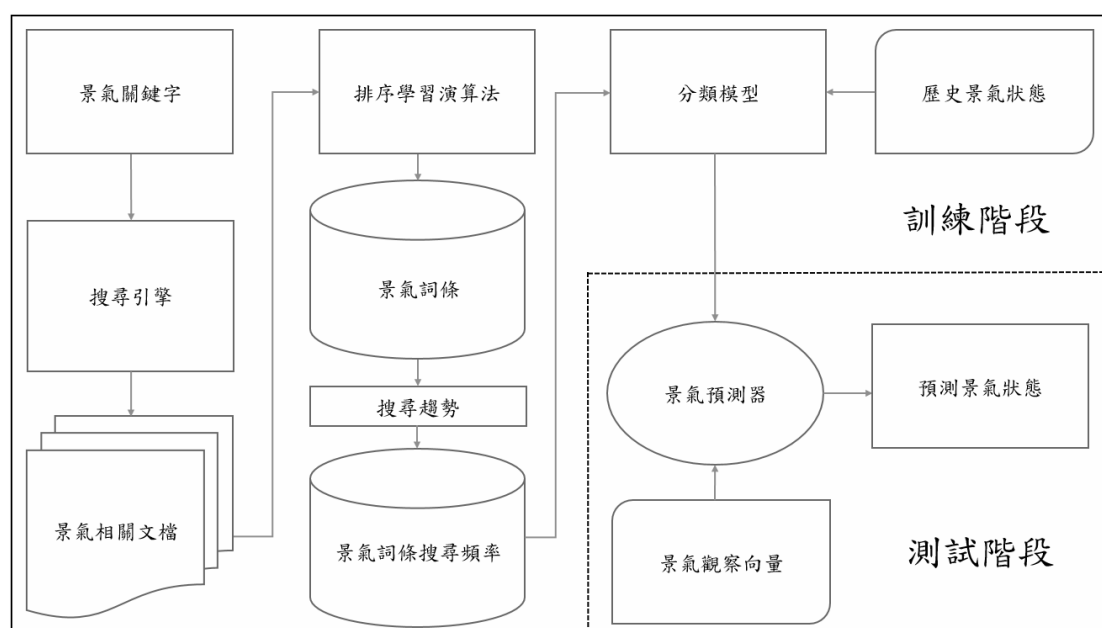 景氣關鍵字
排序學習演算法
分類模型
歷史景氣狀態
訓練階段
搜尋引擎
景氣詞條
景氣預測器
預測景氣狀態
搜尋趨勢
景氣相關文檔
景氣詞條搜尋頻率
景氣觀察向量
測試階段